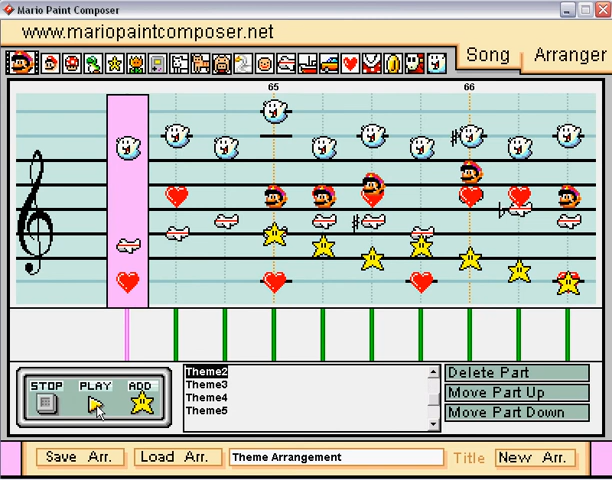 Mario Paint Composer
www.mariopaintcomposer.net
Song
Arranger
65
66
STOP
PLAY
ADD
Theme2
Theme3
Theme4
Theme5
Delete Part
Move Part Up
Move Part Down
Save Arr.
Load Arr.
Theme Arrangement
Title
New Arr.